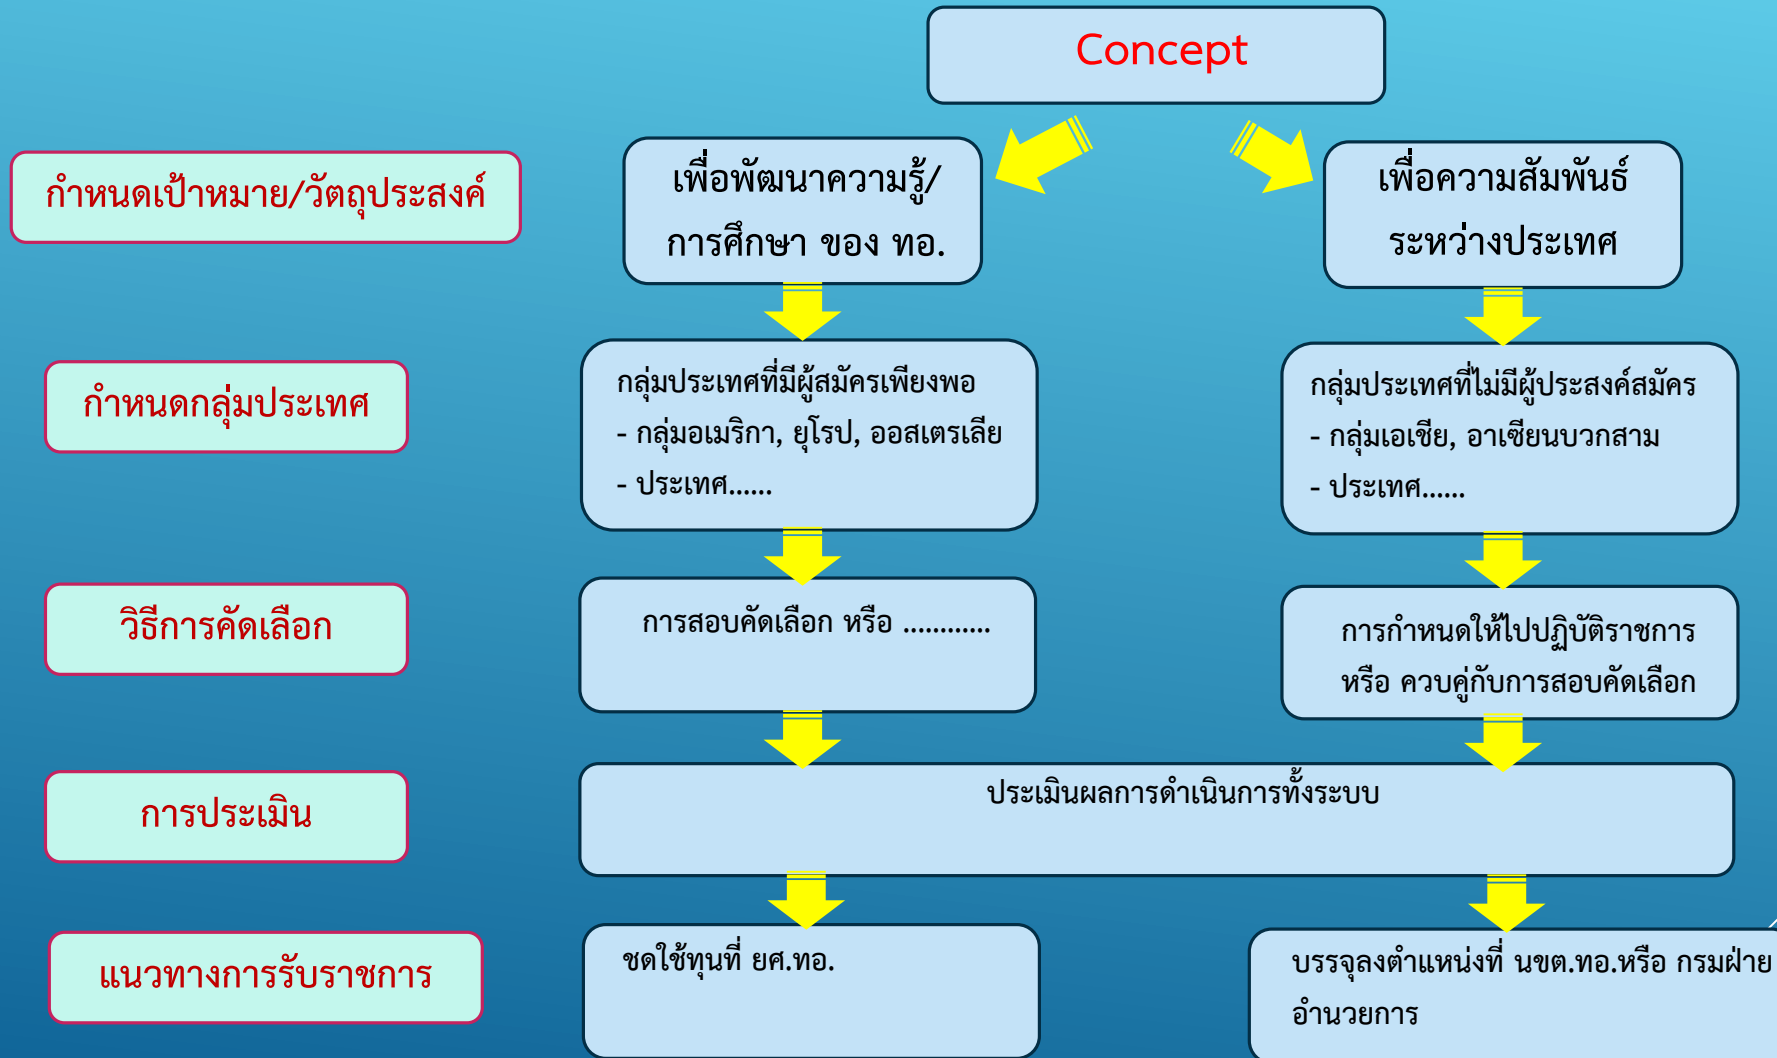 Concept
กำหนดเป้าหมาย/วัตถุประสงค์
เพื่อพัฒนาความรู้/
การศึกษา ของ ทอ.
เพื่อความสัมพันธ์
ระหว่างประเทศ
กำหนดกลุ่มประเทศ
กลุ่มประเทศที่มีผู้สมัครเพียงพอ
- กลุ่มอเมริกา, ยุโรป, ออสเตรเลีย
- ประเทศ......
กลุ่มประเทศที่ไม่มีผู้ประสงค์สมัคร
- กลุ่มเอเชีย, อาเซียนบวกสาม
- ประเทศ......
วิธีการคัดเลือก
การสอบคัดเลือก หรือ ............
การกำหนดให้ไปปฏิบัติราชการ
หรือ ควบคู่กับการสอบคัดเลือก
การประเมิน
ประเมินผลการดำเนินการทั้งระบบ
แนวทางการรับราชการ
ชดใช้ทุนที่ ยศ.ทอ.
บรรจุลงตำแหน่งที่ นขต.ทอ.หรือ กรมฝ่าย
อำนวยการ